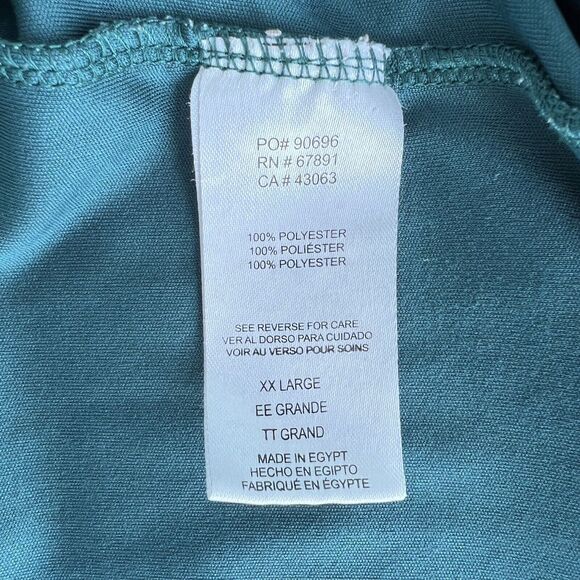 PO# 90696
RN # 67891
CA # 43063
100% POLYESTER
100% POLIÉSTER
100% POLYESTER
SEE REVERSE FOR CARE
VER AL DORSO PARA CUIDADO
VOIR AU VERSO POUR SOINS
XX LARGE
EE GRANDE
TT GRAND
MADE IN EGYPT
HECHO EN EGIPTO
FABRIQUÉ EN ÉGYPTE